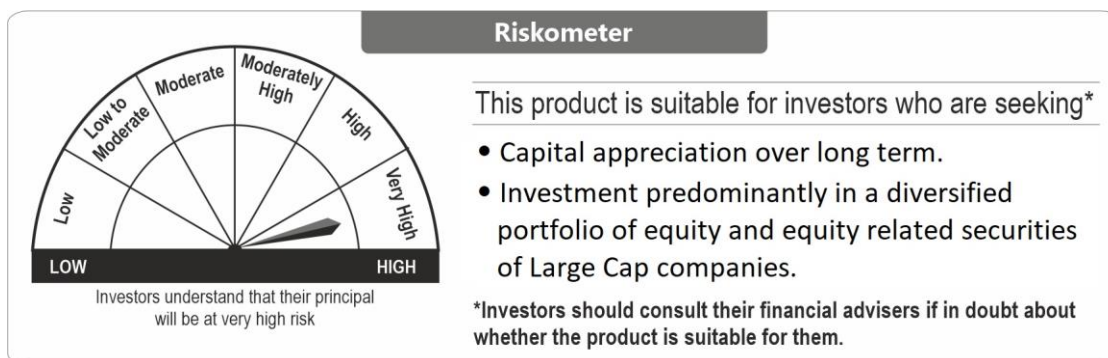 Riskometer
Low
Low to
Moderate
Moderate
Moderately
High
High
Very High
LOW
HIGH
Investors understand that their principal
will be at very high risk
This product is suitable for investors who are seeking*
• Capital appreciation over long term.
• Investment predominantly in a diversified
portfolio of equity and equity related securities
of Large Cap companies.
*Investors should consult their financial advisers if in doubt about
whether the product is suitable for them.